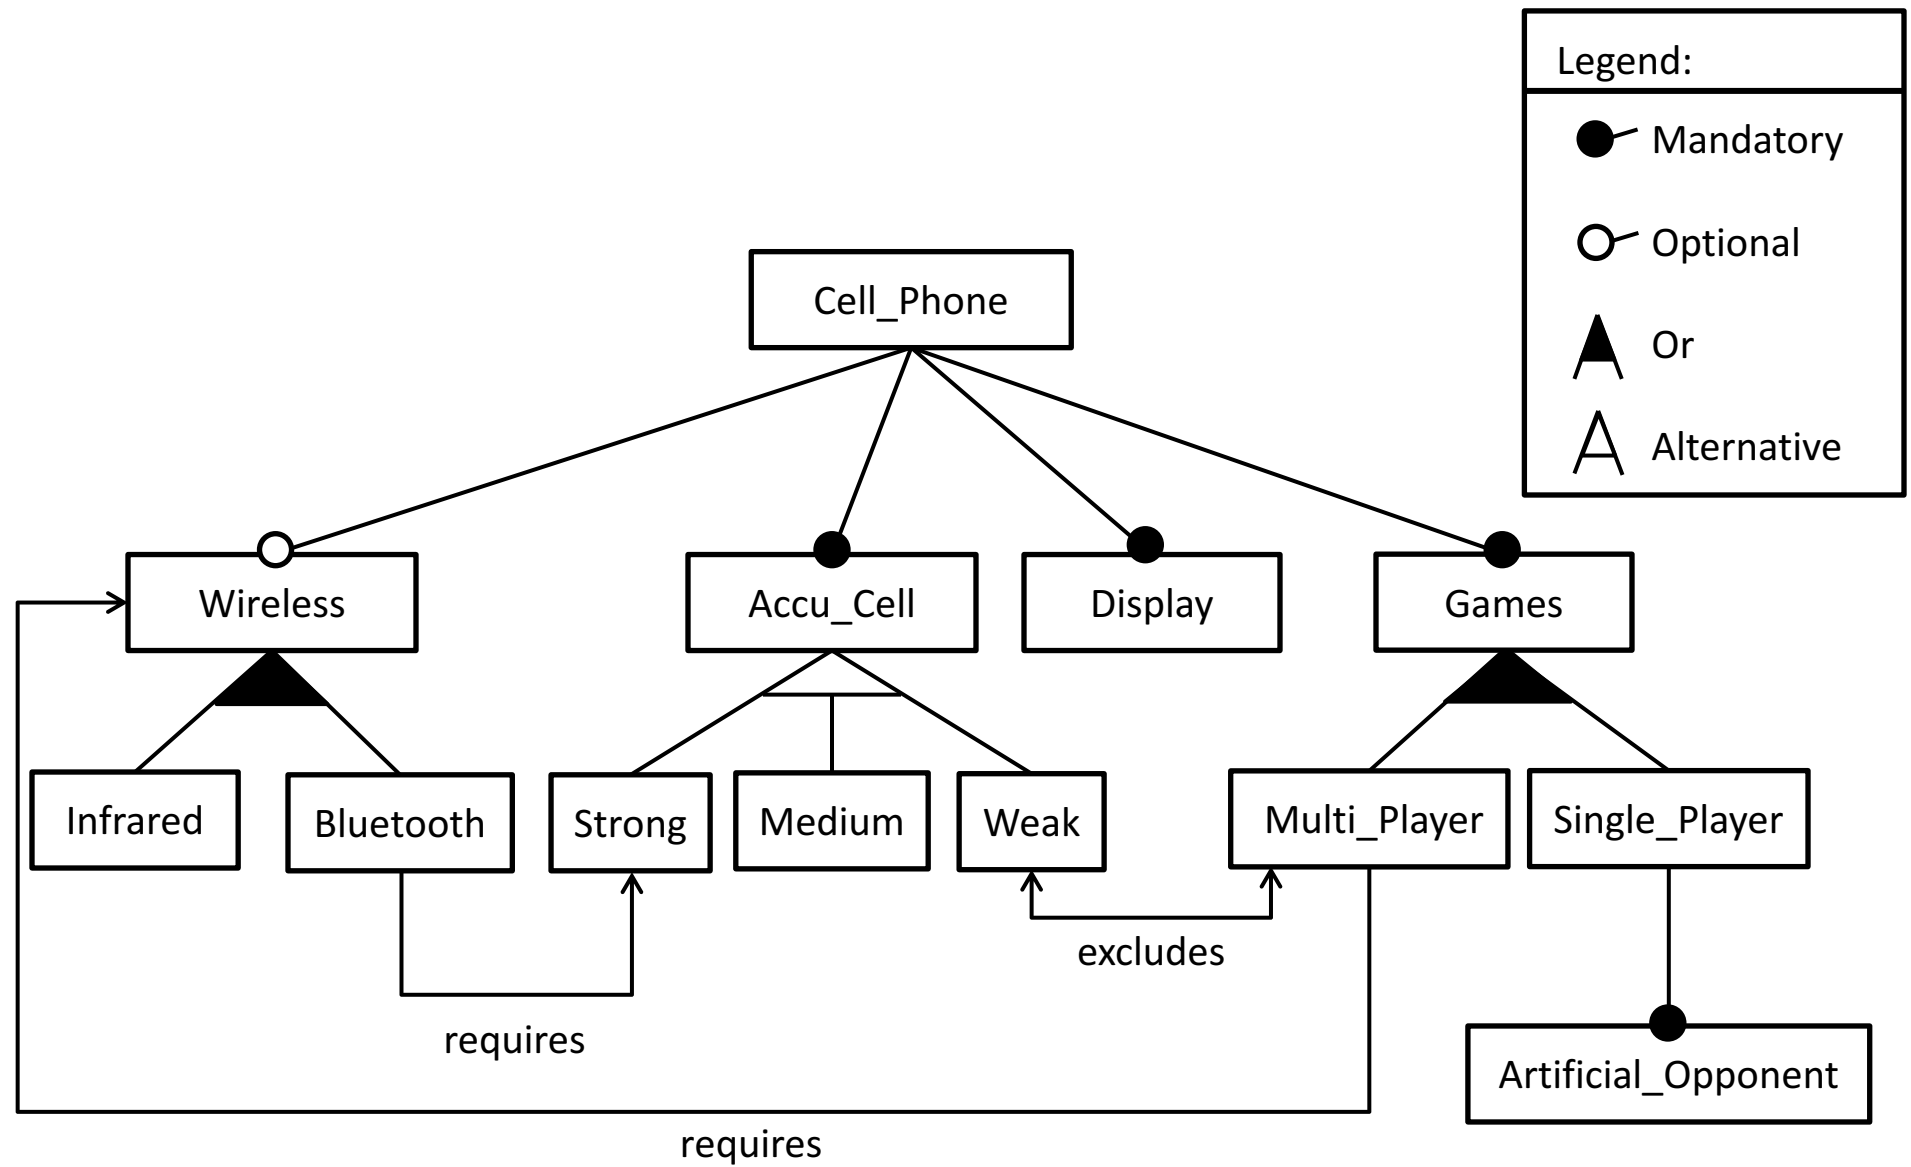 Legend:
Mandatory
Optional
Or
Alternative
Cell_Phone
Wireless
Accu_Cell
Display
Games
Infrared
Bluetooth
Strong
Medium
Weak
Multi_Player
Single_Player
excludes
requires
Artificial_Opponent
requires